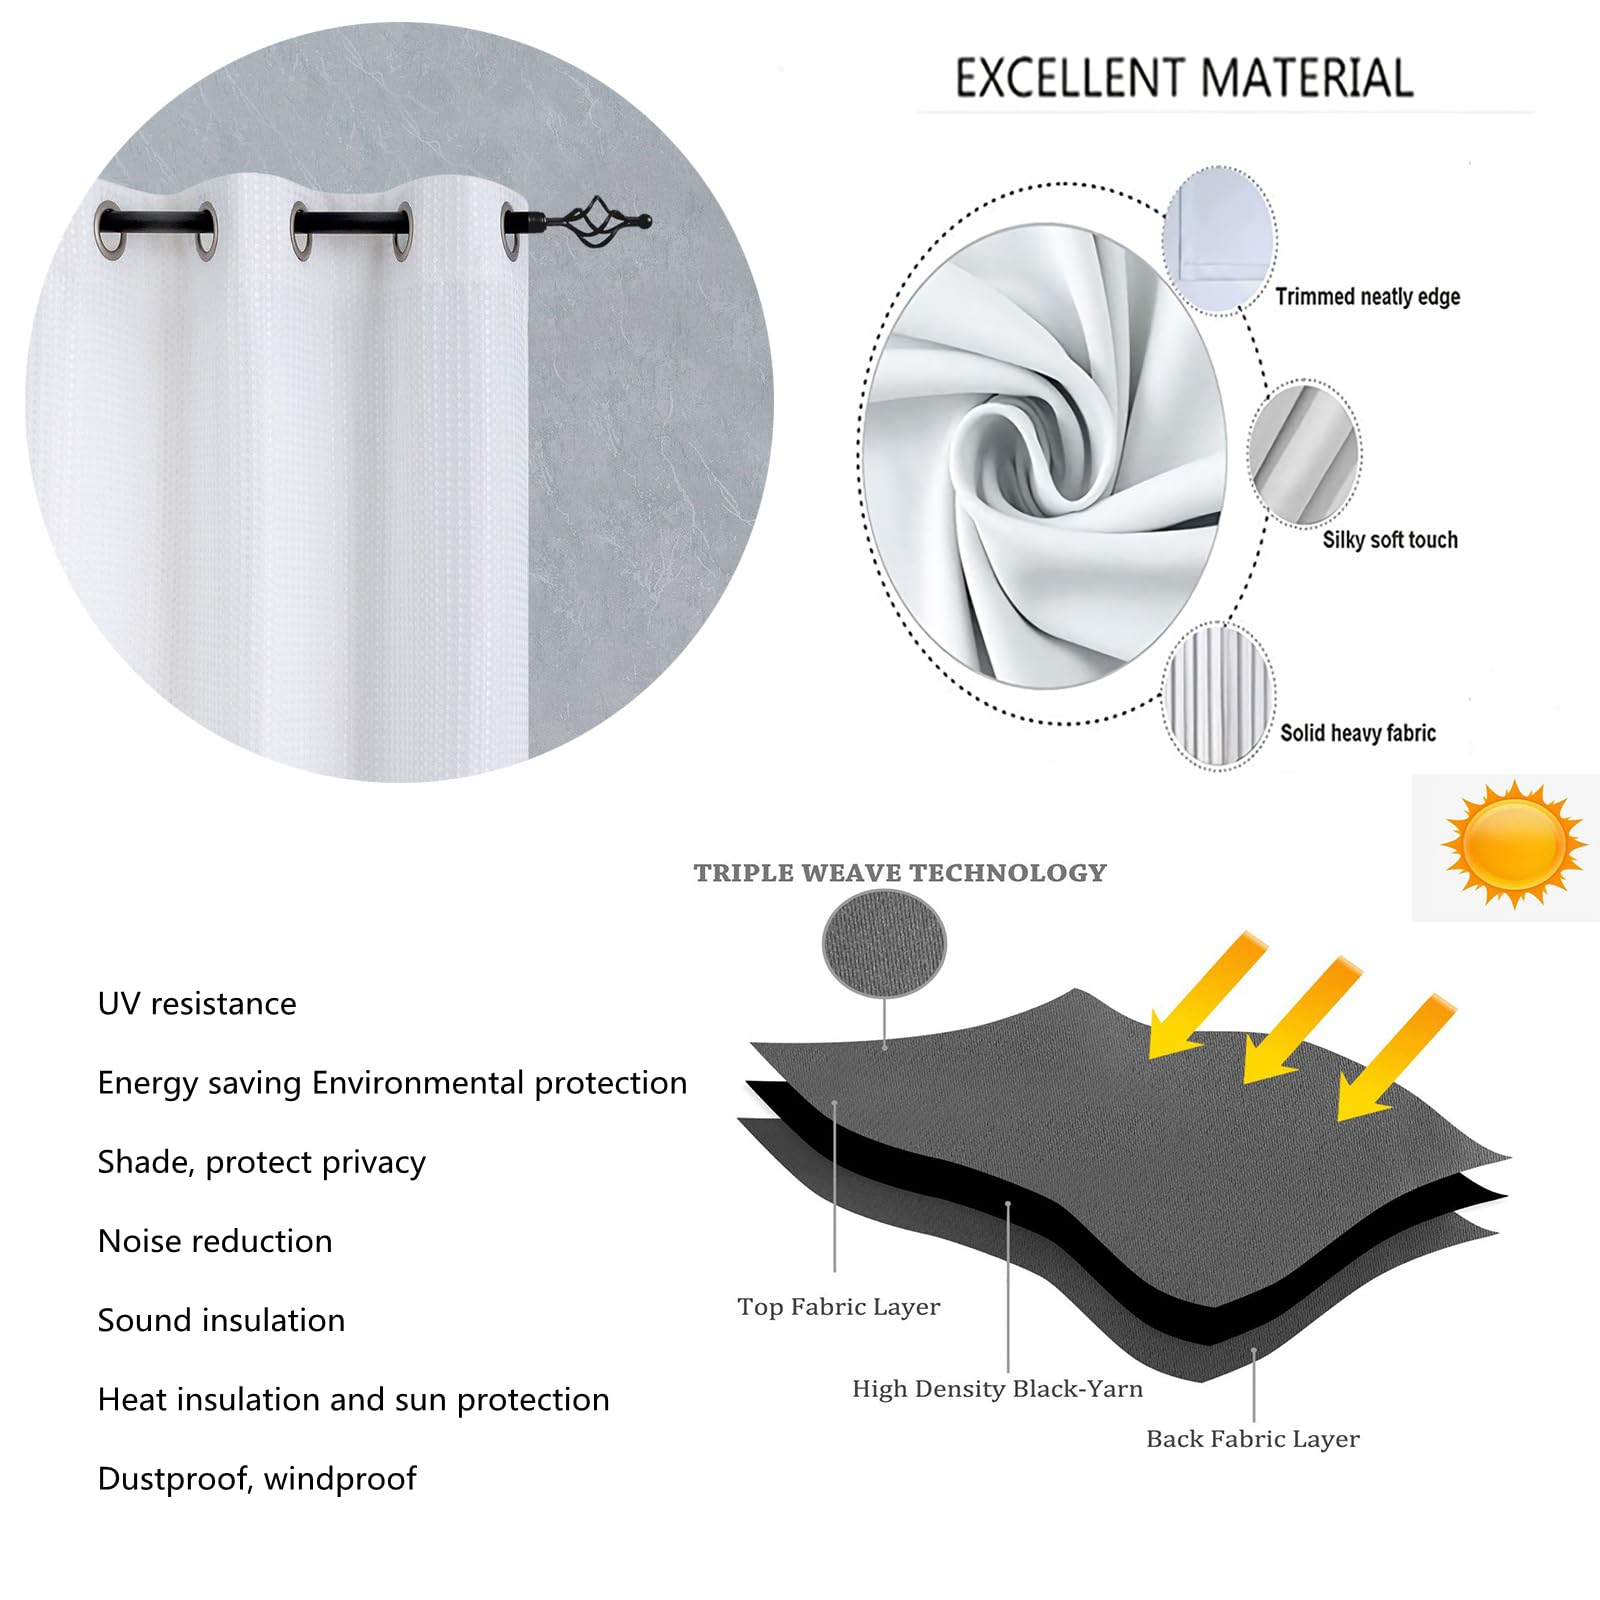 EXCELLENT MATERIAL
Trimmed neatly edge
Silky soft touch
Solid heavy fabric
TRIPLE WEAVE TECHNOLOGY
UV resistance
Energy saving Environmental protection
Shade, protect privacy
Noise reduction
Sound insulation
Heat insulation and sun protection
Dustproof, windproof
Top Fabric Layer
High Density Black-Yarn
Back Fabric Layer